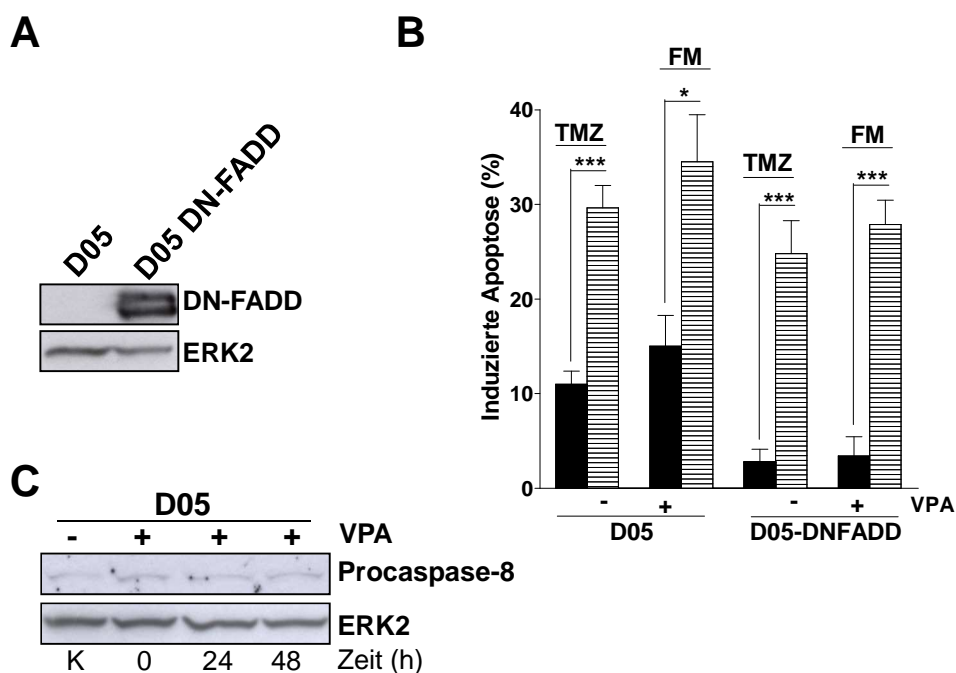 A
D05
D05 DN-FADD
DN-FADD
ERK2
B
FM
*
TMZ
***
TMZ
***
FM
***
40
30
20
10
0
Induzierte Apoptose (%)
- + - + VPA
D05 D05-DNFADD
C
D05
- + + + VPA
Procaspase-8
ERK2
K 0 24 48 Zeit (h)